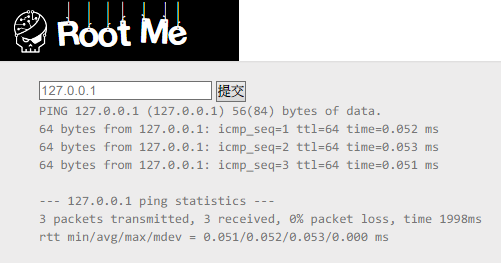 Root Me
127.0.0.1 提交
PING 127.0.0.1 (127.0.0.1) 56(84) bytes of data.
64 bytes from 127.0.0.1: icmp_seq=1 ttl=64 time=0.052 ms
64 bytes from 127.0.0.1: icmp_seq=2 ttl=64 time=0.053 ms
64 bytes from 127.0.0.1: icmp_seq=3 ttl=64 time=0.051 ms
--- 127.0.0.1 ping statistics ---
3 packets transmitted, 3 received, 0% packet loss, time 1998ms
rtt min/avg/max/mdev = 0.051/0.052/0.053/0.000 ms